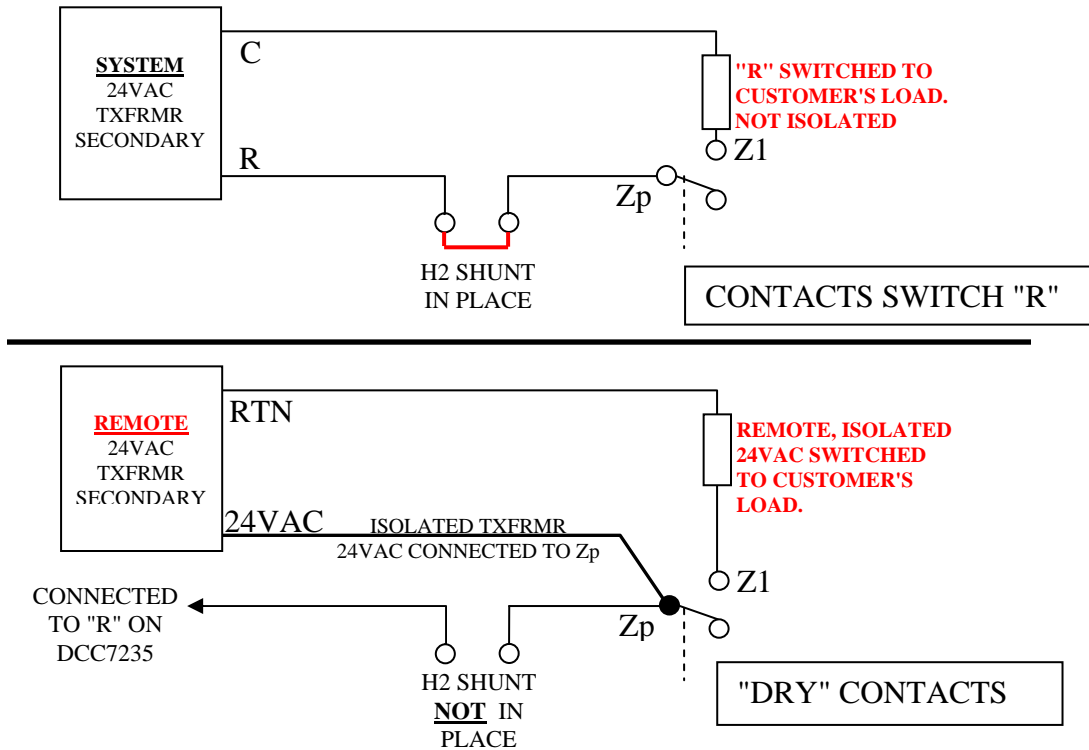 SYSTEM
24VAC
TXFRMR
SECONDARY
C
R
"R" SWITCHED TO
CUSTOMER'S LOAD.
NOT ISOLATED
Z1
Zp
H2 SHUNT
IN PLACE
CONTACTS SWITCH "R"
REMOTE
24VAC
TXFRMR
SECONDARY
RTN
REMOTE, ISOLATED
24VAC SWITCHED
TO CUSTOMER'S
LOAD.
24VAC
ISOLATED TXFRMR
24VAC CONNECTED TO Zp
Z1
CONNECTED
TO "R" ON
DCC7235
Zp
H2 SHUNT
NOT IN
PLACE
"DRY" CONTACTS